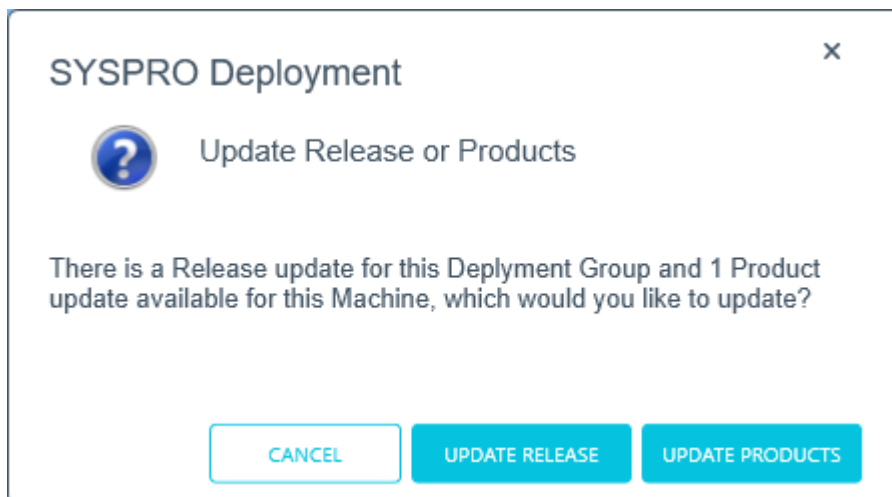 SYSPRO Deployment
Update Release or Products
There is a Release update for this Deplyment Group and 1 Product
update available for this Machine, which would you like to update?
CANCEL
UPDATE RELEASE
UPDATE PRODUCTS